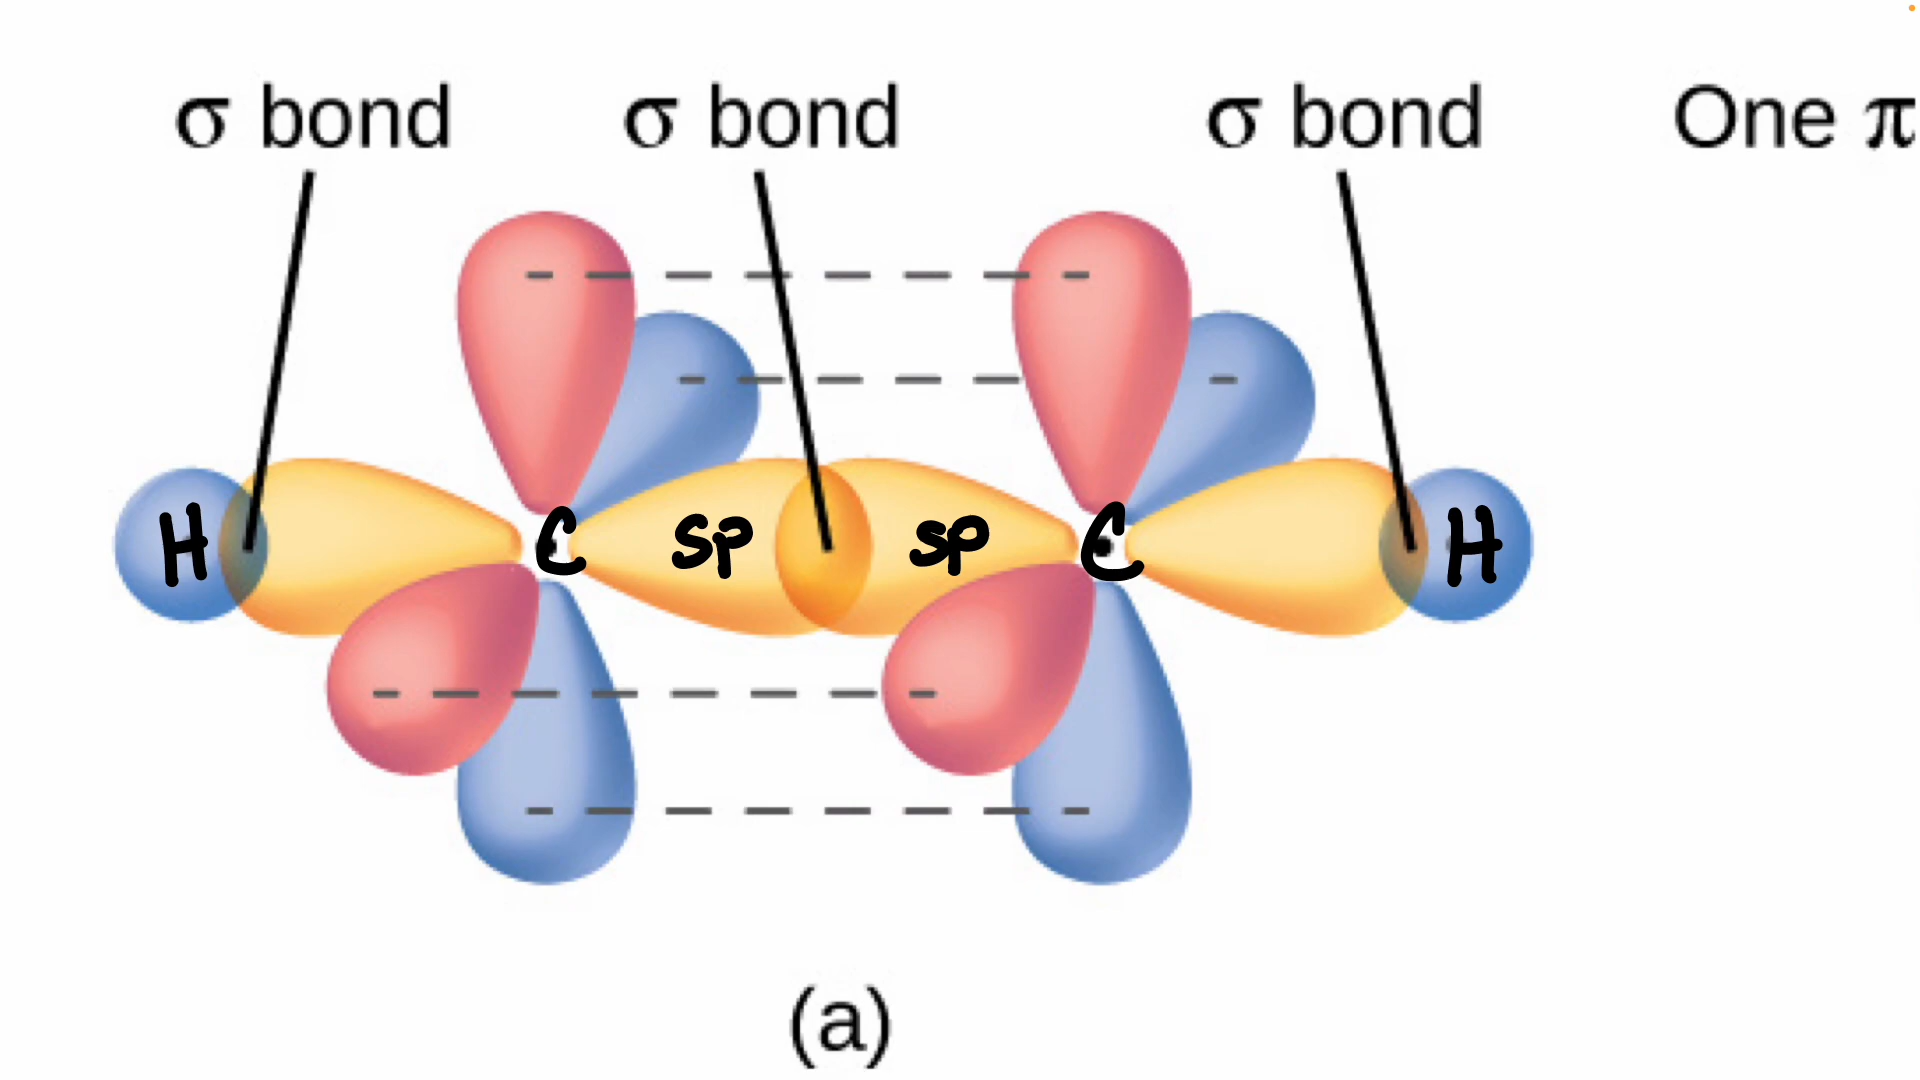 σ bond σ bond σ bond One π
H C sp sp C H
(a)